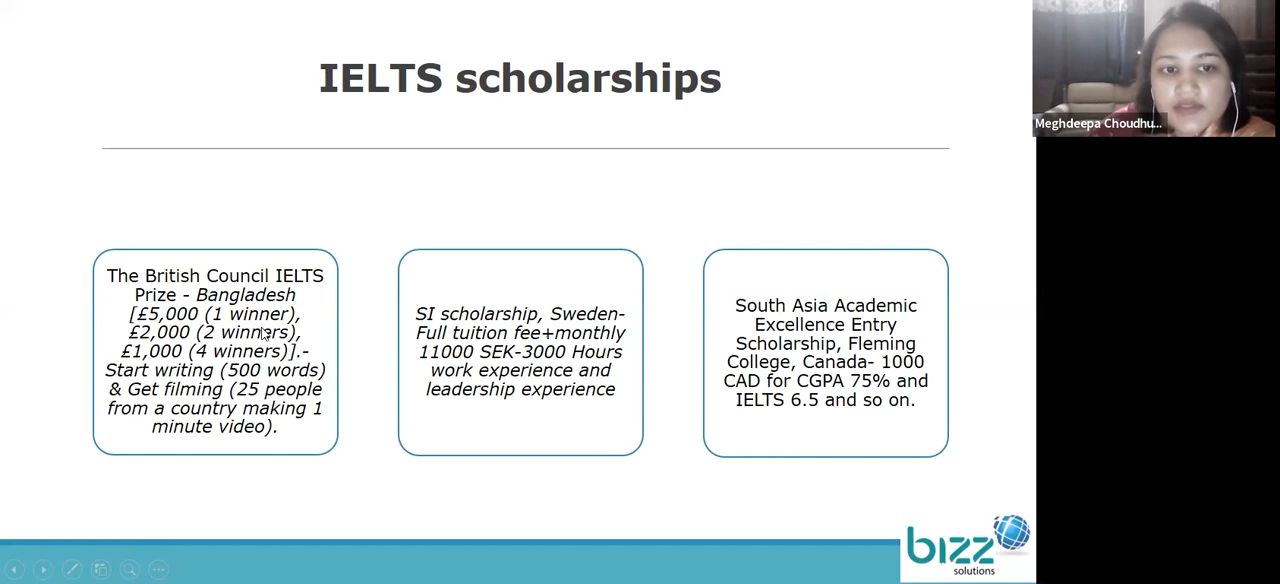 IELTS scholarships
Meghdeepa Choudhu...
The British Council IELTS
Prize - Bangladesh
[£5,000 (1 winner),
£2,000 (2 winners),
£1,000 (4 winners)].-
Start writing (500 words)
& Get filming (25 people
from a country making 1
minute video).
SI scholarship, Sweden-
Full tuition fee+monthly
11000 SEK-3000 Hours
work experience and
leadership experience
South Asia Academic
Excellence Entry
Scholarship, Fleming
College, Canada- 1000
CAD for CGPA 75% and
IELTS 6.5 and so on.
bizz
solutions